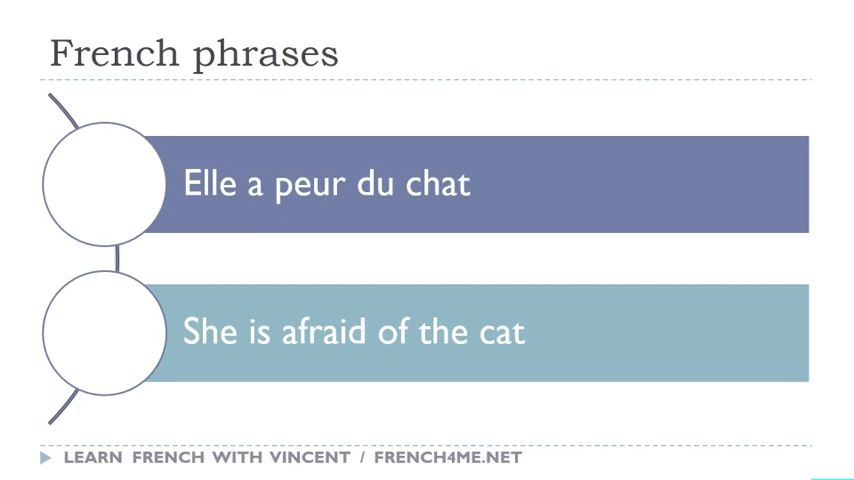 French phrases
Elle a peur du chat
She is afraid of the cat
LEARN FRENCH WITH VINCENT / FRENCH4ME.NET